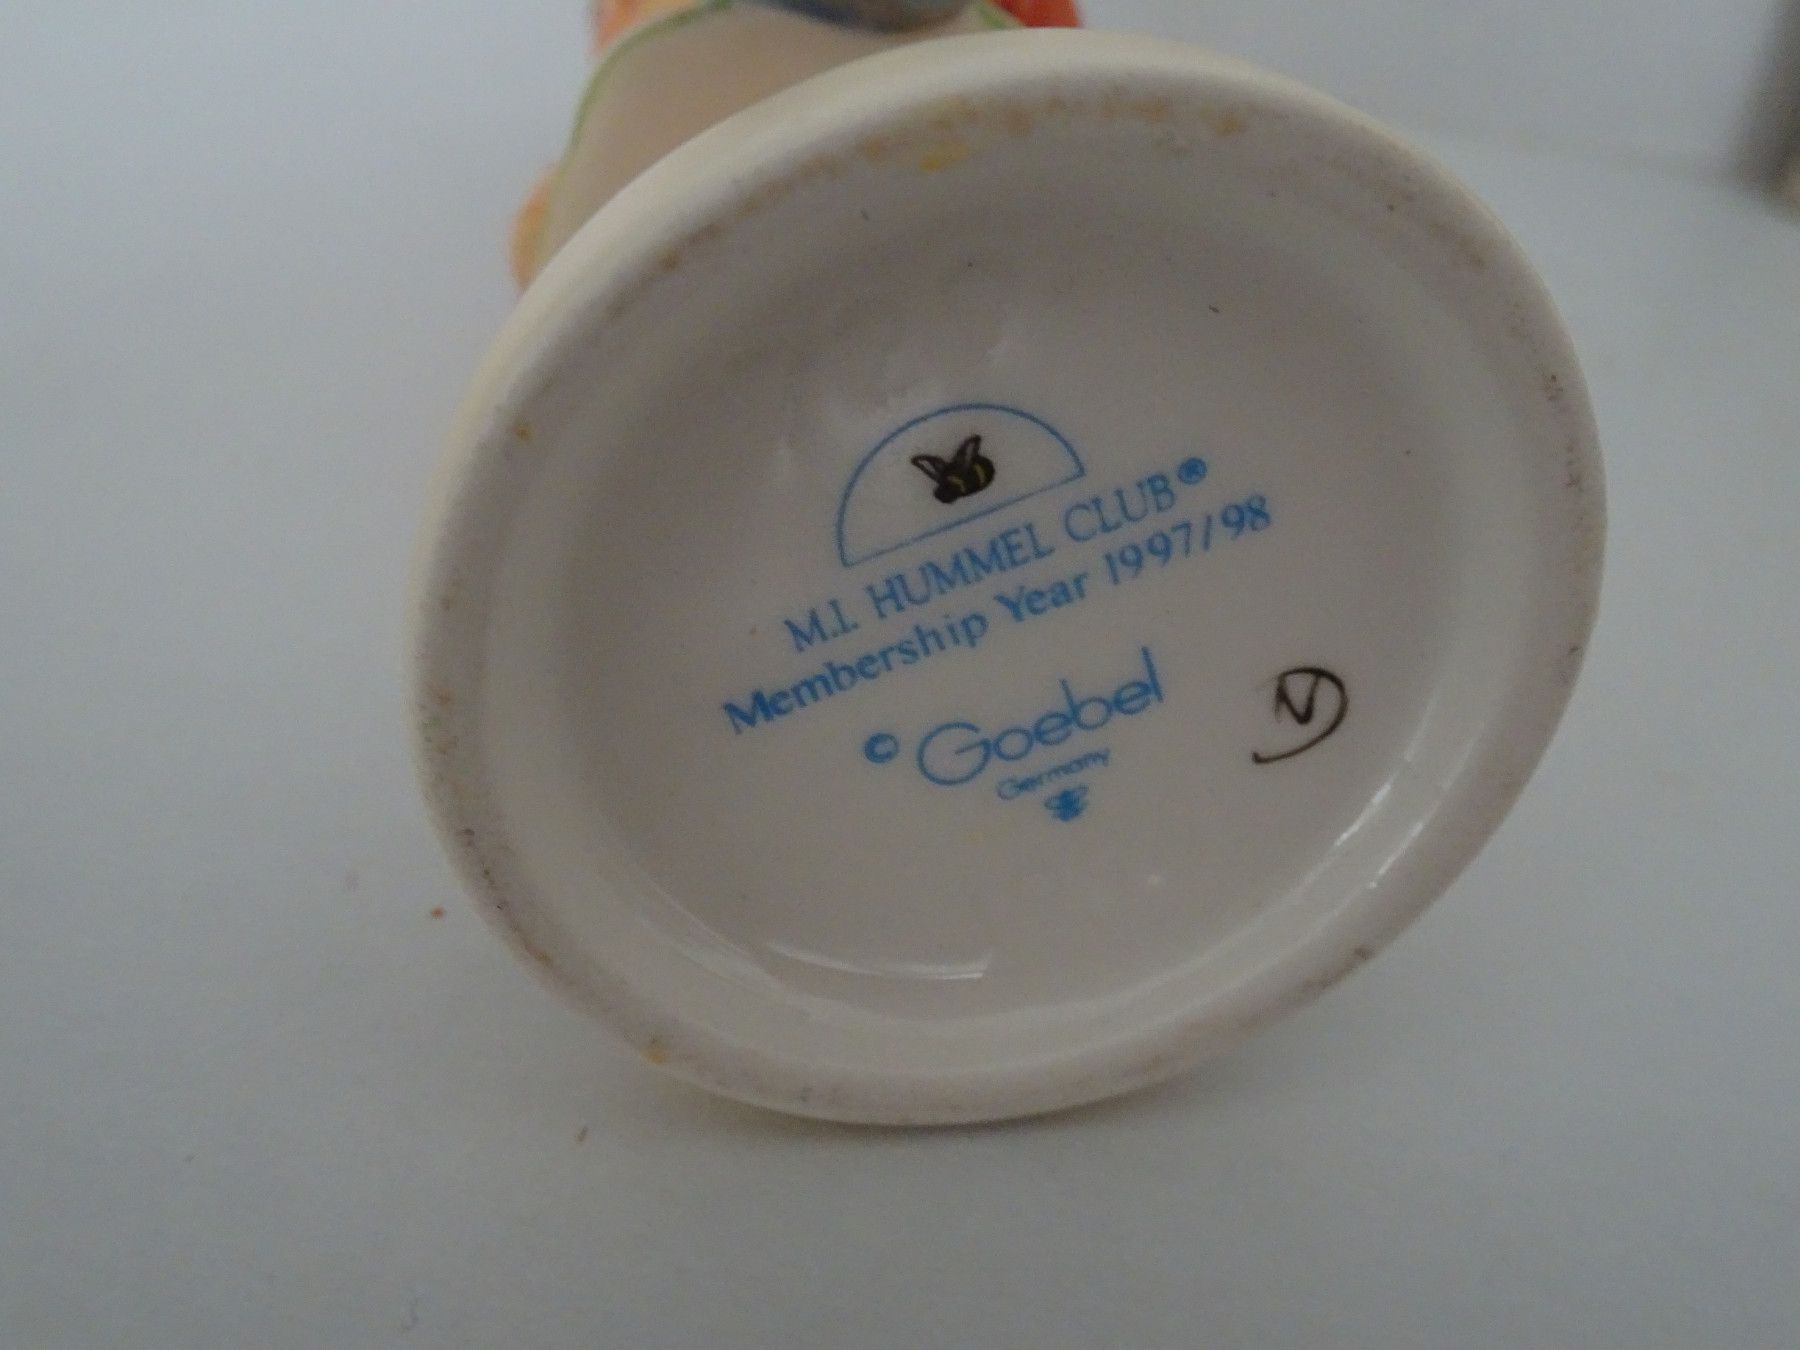 M.I. HUMMEL CLUB®
Membership Year 1997/98
© Goebel
Germany